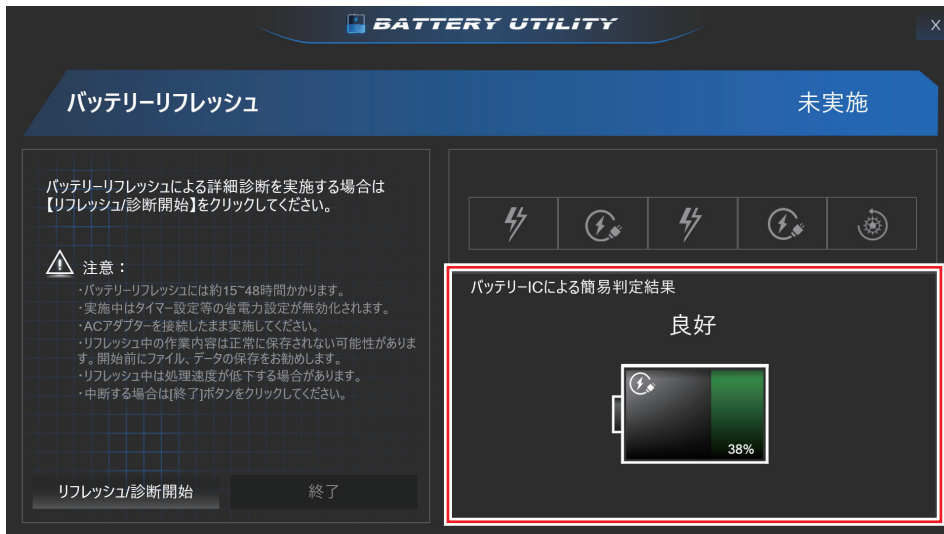 BATTERY UTILITY
X
バッテリーリフレッシュ
未実施
バッテリーリフレッシュによる詳細診断を実施する場合は
【リフレッシュ/診断開始】をクリックしてください。
注意：
・バッテリーリフレッシュには約15~48時間かかります。
・実施中はタイマー設定等の省電力設定が無効化されます。
・ACアダプターを接続したまま実施してください。
・リフレッシュ中の作業内容は正常に保存されない可能性がありま
す。開始前にファイル、データの保存をお勧めします。
・リフレッシュ中は処理速度が低下する場合があります。
・中断する場合は[終了]ボタンをクリックしてください。
リフレッシュ/診断開始
終了
バッテリーICによる簡易判定結果
良好
38%